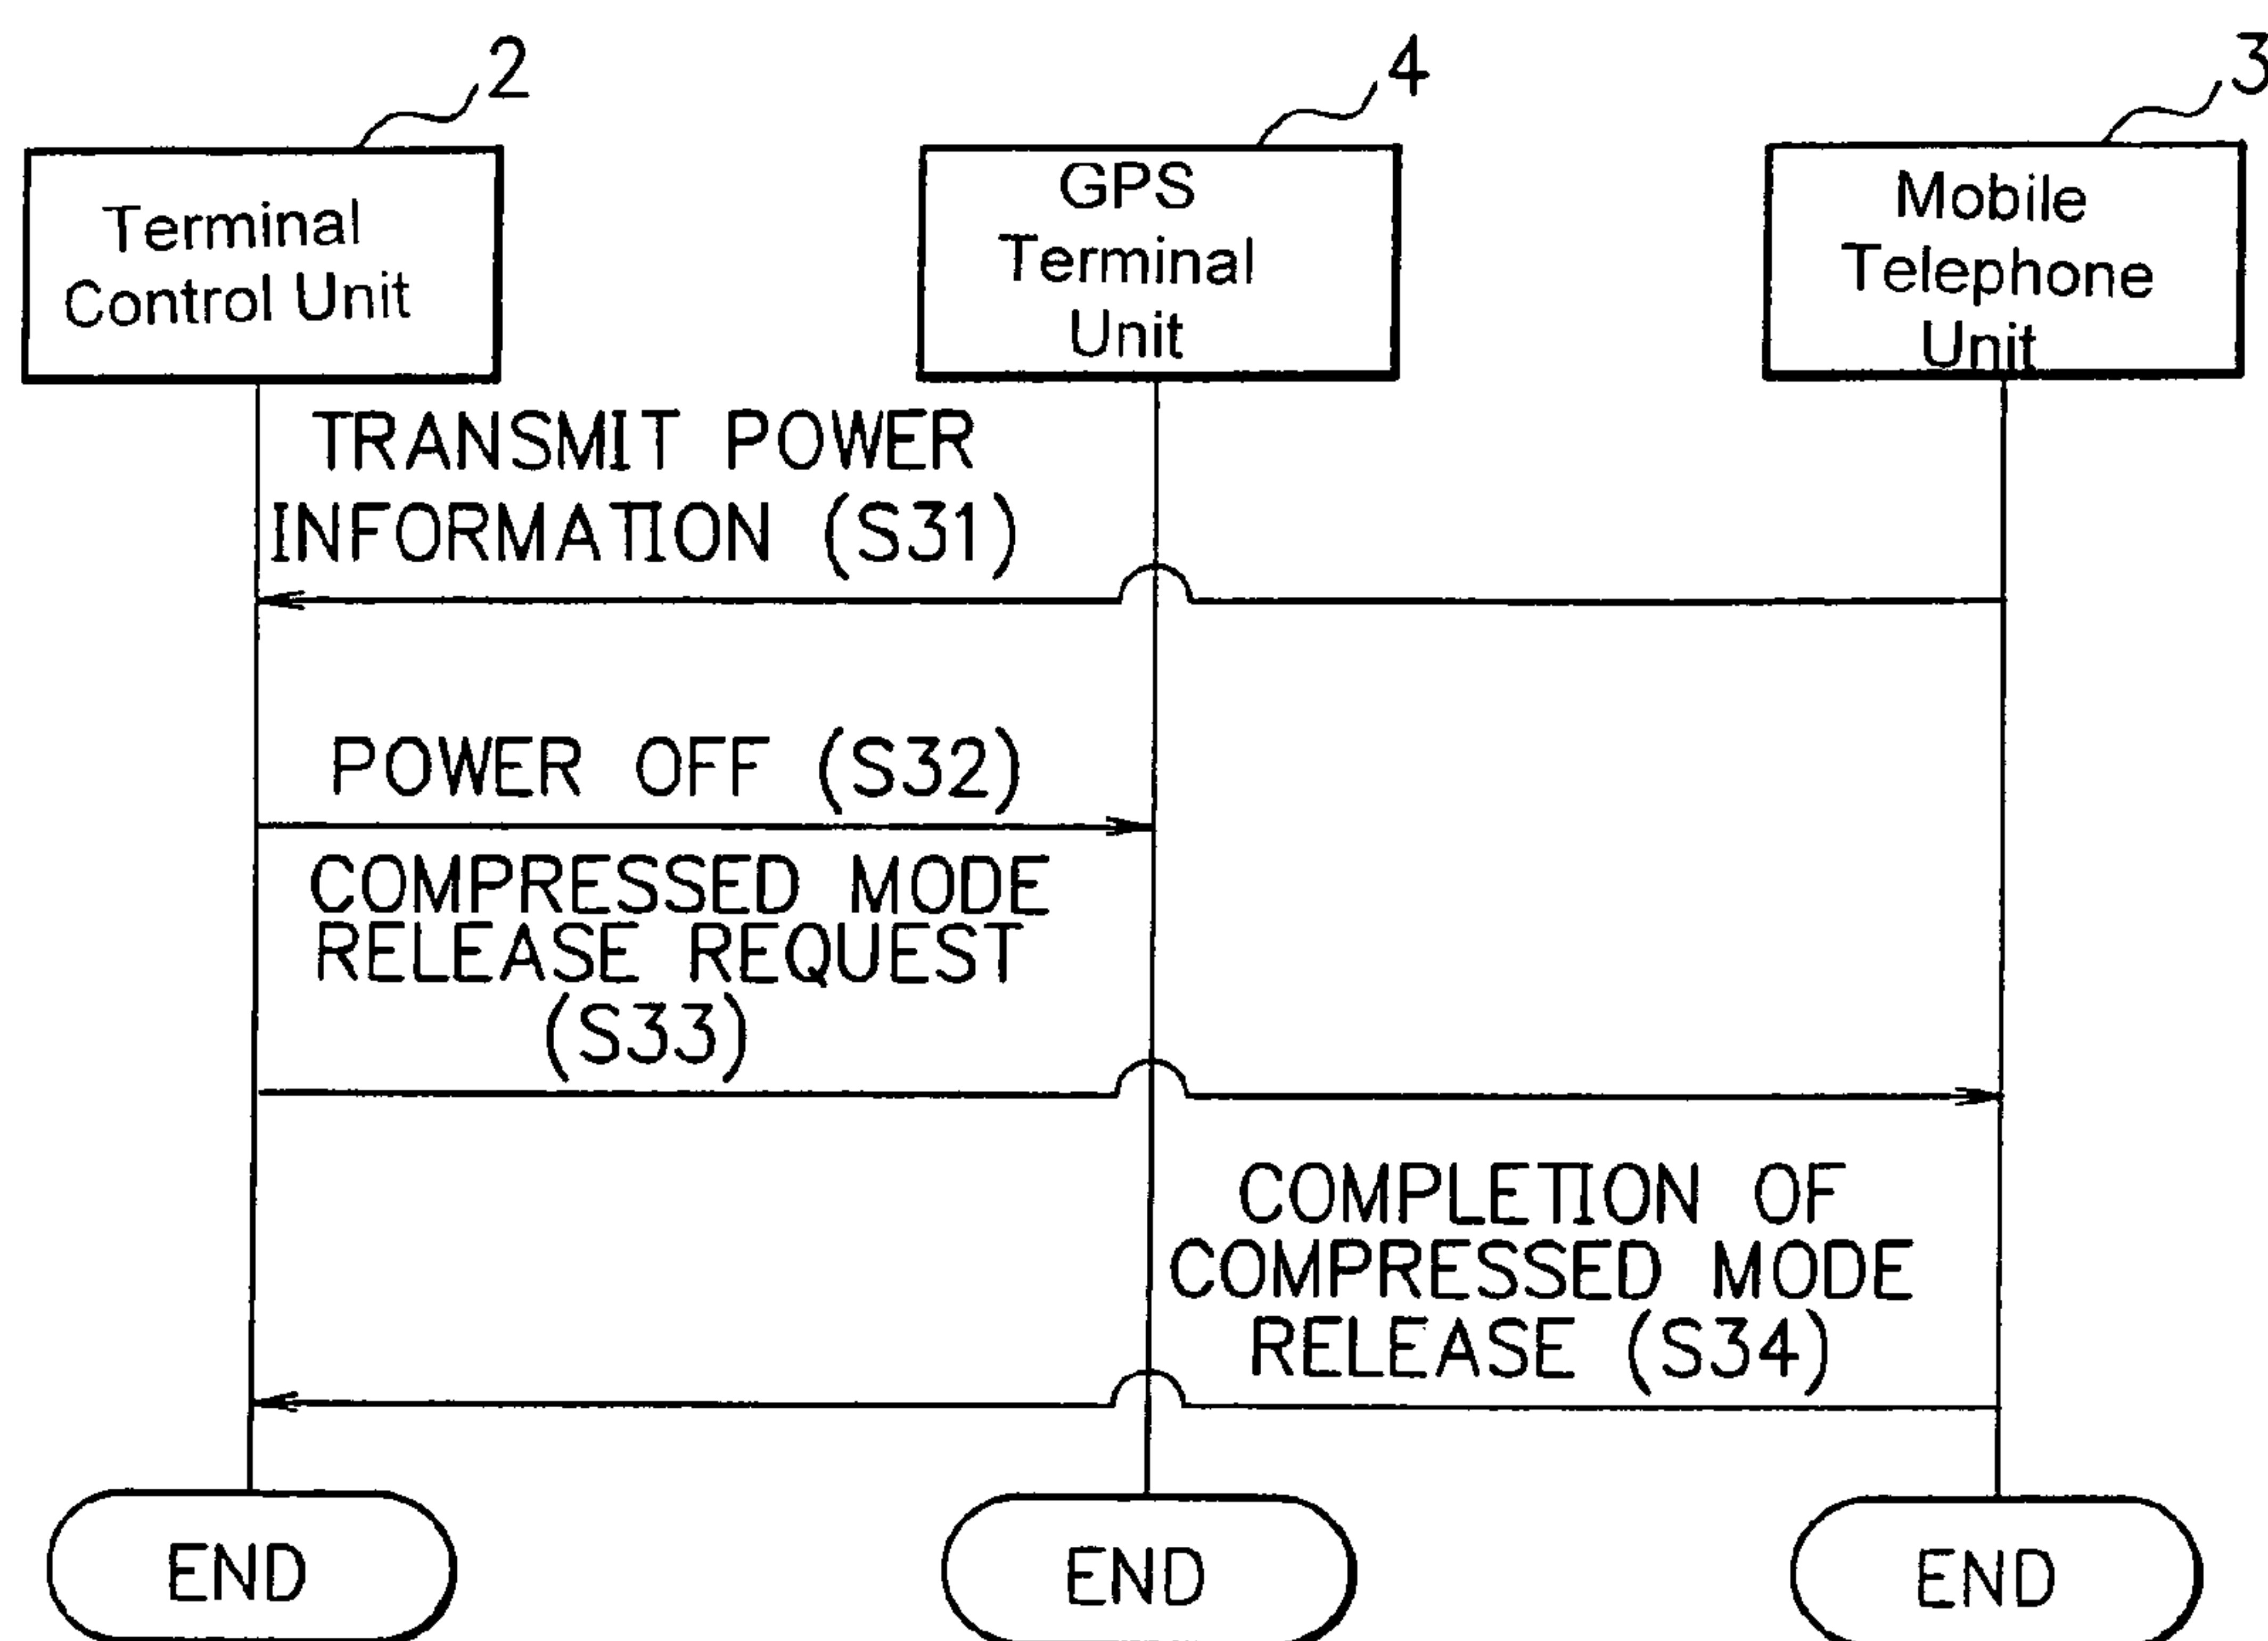 2
4
3
Terminal
Control Unit
GPS
Terminal
Unit
Mobile
Telephone
Unit
TRANSMIT POWER
INFORMATION (S31)
POWER OFF (S32)
COMPRESSED MODE
RELEASE REQUEST
(S33)
COMPLETION OF
COMPRESSED MODE
RELEASE (S34)
END
END
END